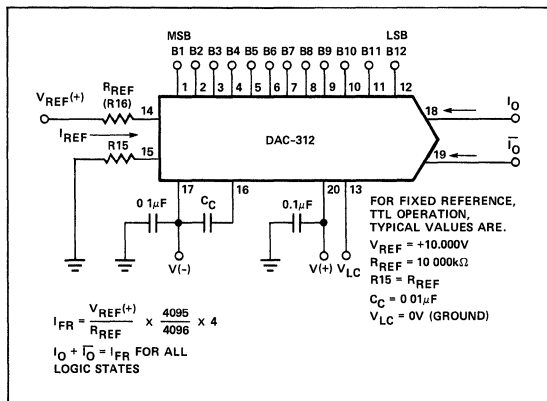 MSB LSB
B1 B2 B3 B4 B5 B6 B7 B8 B9 B10 B11 B12
1 2 3 4 5 6 7 8 9 10 11 12
VREF(+)
RREF
(R16)
14
IREF
R15
15
DAC-312
18
IO
19
I̅O̅
17 16 20 13
0 1μF
CC
0.1μF
V(-)
V(+)
VLC
FOR FIXED REFERENCE,
TTL OPERATION,
TYPICAL VALUES ARE.
VREF = +10.000V
RREF = 10 000kΩ
R15 = RREF
CC = 0 01μF
VLC = 0V (GROUND)
IFR = VREF(+) / RREF × 4095 / 4096 × 4
IO + I̅O̅ = IFR FOR ALL
LOGIC STATES